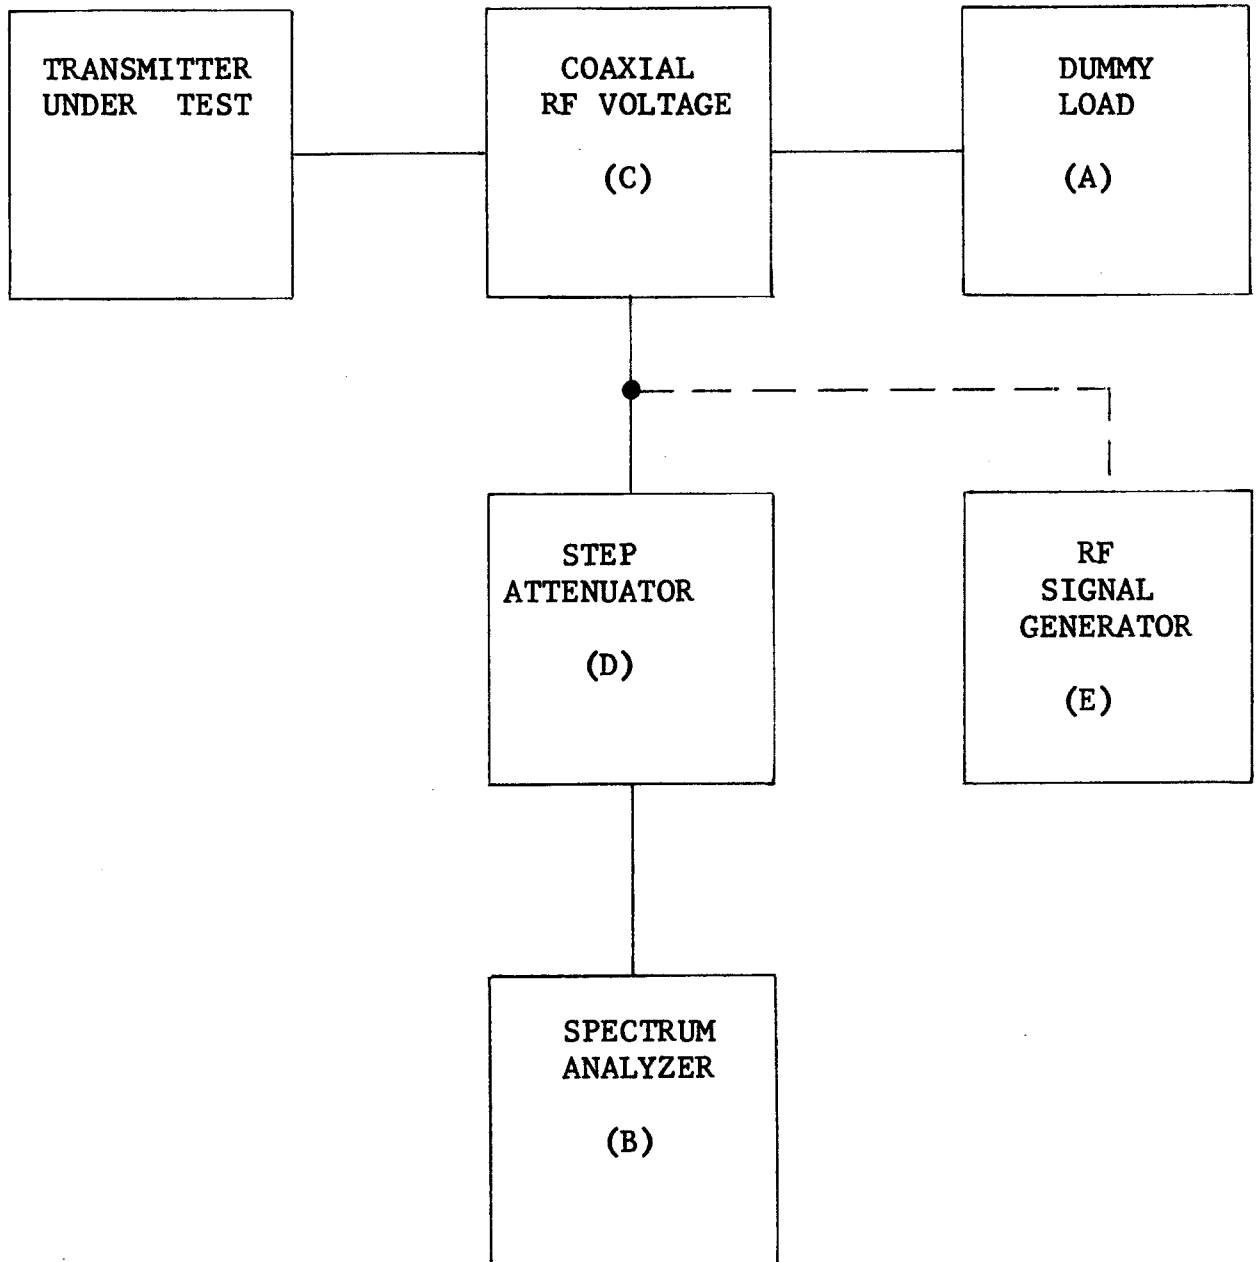 TRANSMITTER
UNDER TEST
COAXIAL
RF VOLTAGE
(C)
DUMMY
LOAD
(A)
STEP
ATTENUATOR
(D)
RF
SIGNAL
GENERATOR
(E)
SPECTRUM
ANALYZER
(B)